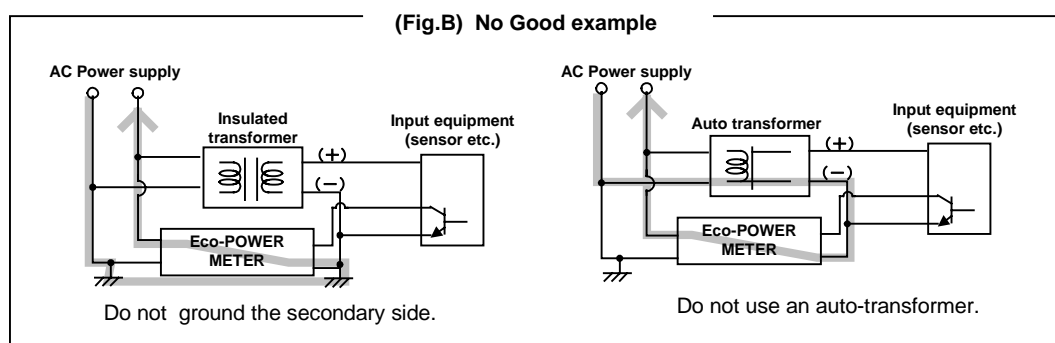 (Fig.B) No Good example
AC Power supply
Insulated
transformer
Input equipment
(sensor etc.)
(+)
(−)
Eco-POWER
METER
Do not ground the secondary side.
AC Power supply
Auto transformer
Input equipment
(sensor etc.)
(+)
(−)
Eco-POWER
METER
Do not use an auto-transformer.